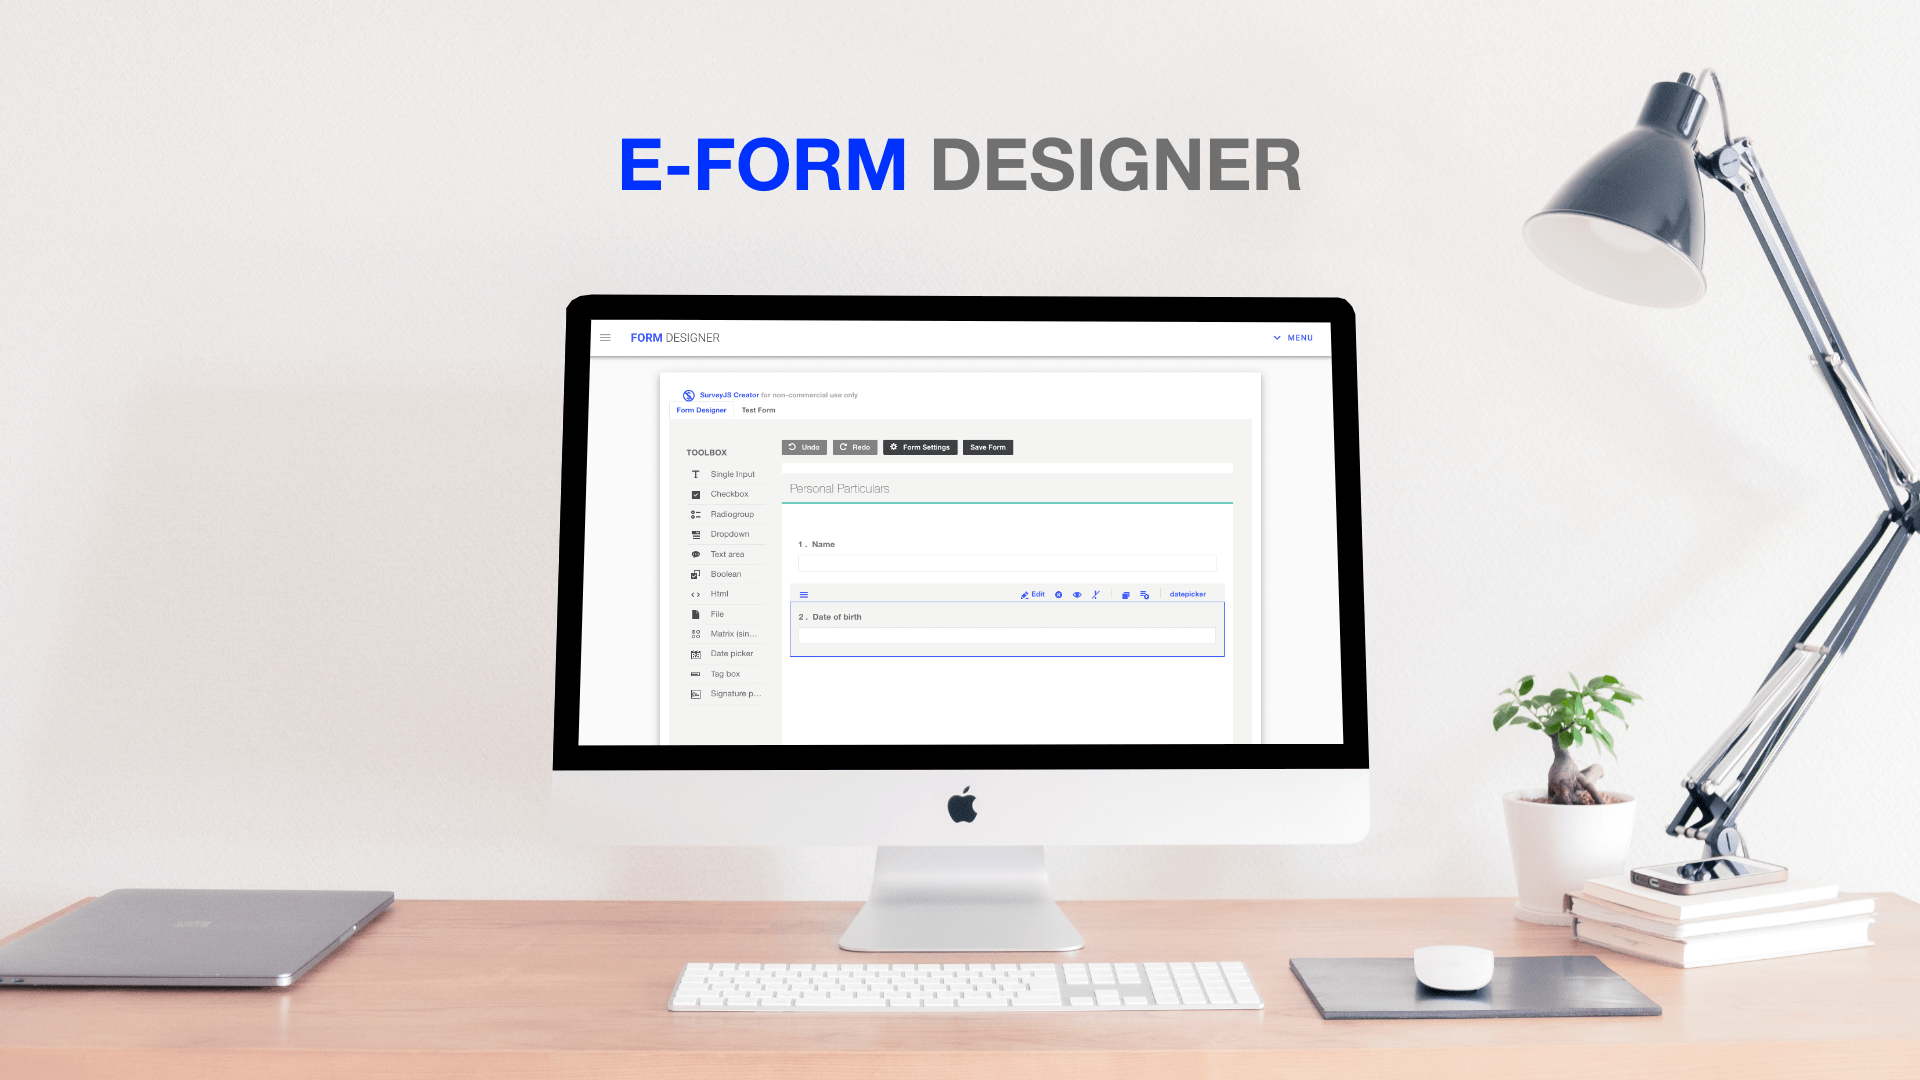 E-FORM DESIGNER
FORM DESIGNER
MENU
SurveyJS Creator for non-commercial use only
Form Designer Test Form
TOOLBOX
Undo Redo Form Settings Save Form
Single Input
Checkbox
Radiogroup
Dropdown
Text area
Boolean
Html
File
Matrix (sin...
Date picker
Tag box
Signature p...
Personal Particulars
1 . Name
Edit datepicker
2 . Date of birth